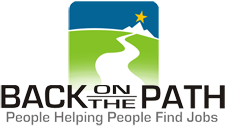 BACK ON THE PATH
People Helping People Find Jobs